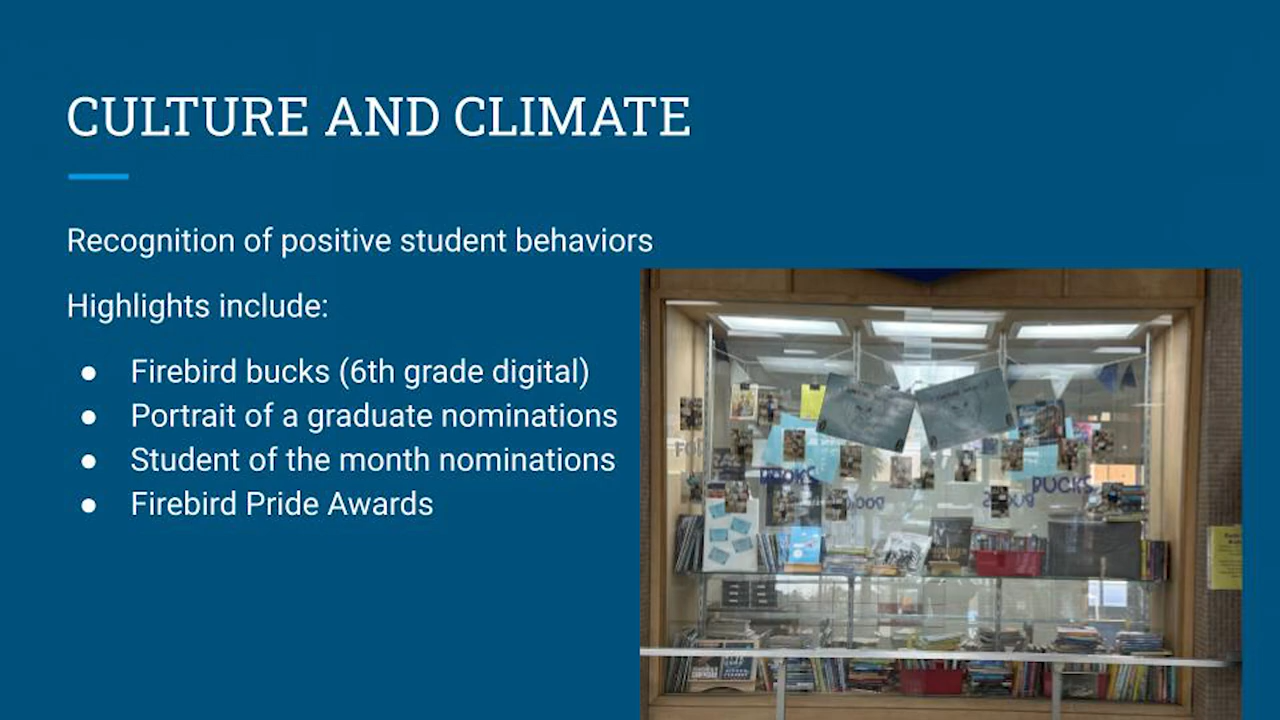 CULTURE AND CLIMATE
Recognition of positive student behaviors
Highlights include:
● Firebird bucks (6th grade digital)
● Portrait of a graduate nominations
● Student of the month nominations
● Firebird Pride Awards
BUCKS